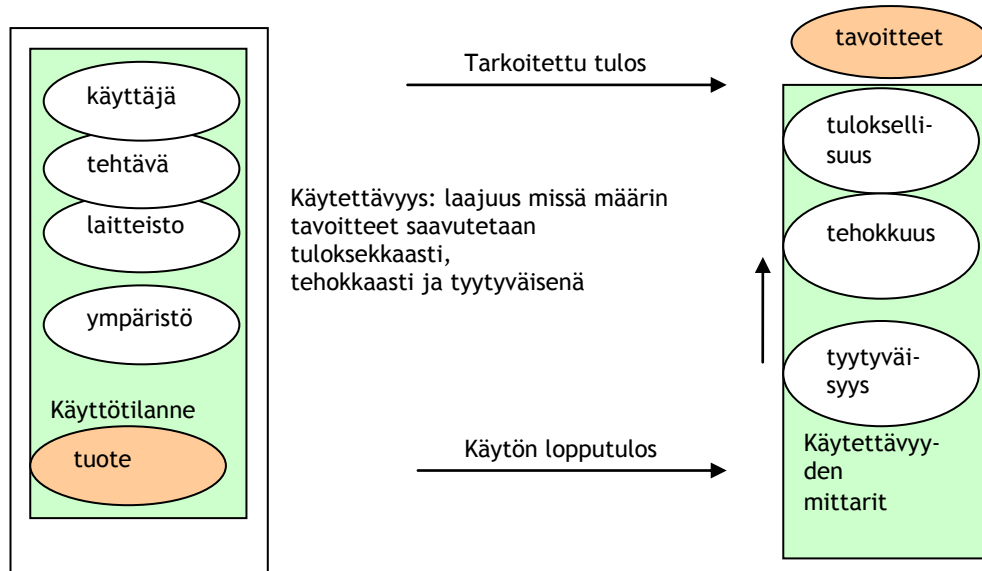 käyttäjä
tehtävä
laitteisto
ympäristö
Käyttötilanne
tuote
Tarkoitettu tulos
Käytettävyys: laajuus missä määrin
tavoitteet saavutetaan
tuloksekkaasti,
tehokkaasti ja tyytyväisenä
Käytön lopputulos
tavoitteet
tulokselli-
suus
tehokkuus
tyytyväi-
syys
Käytettävyy-
den
mittarit